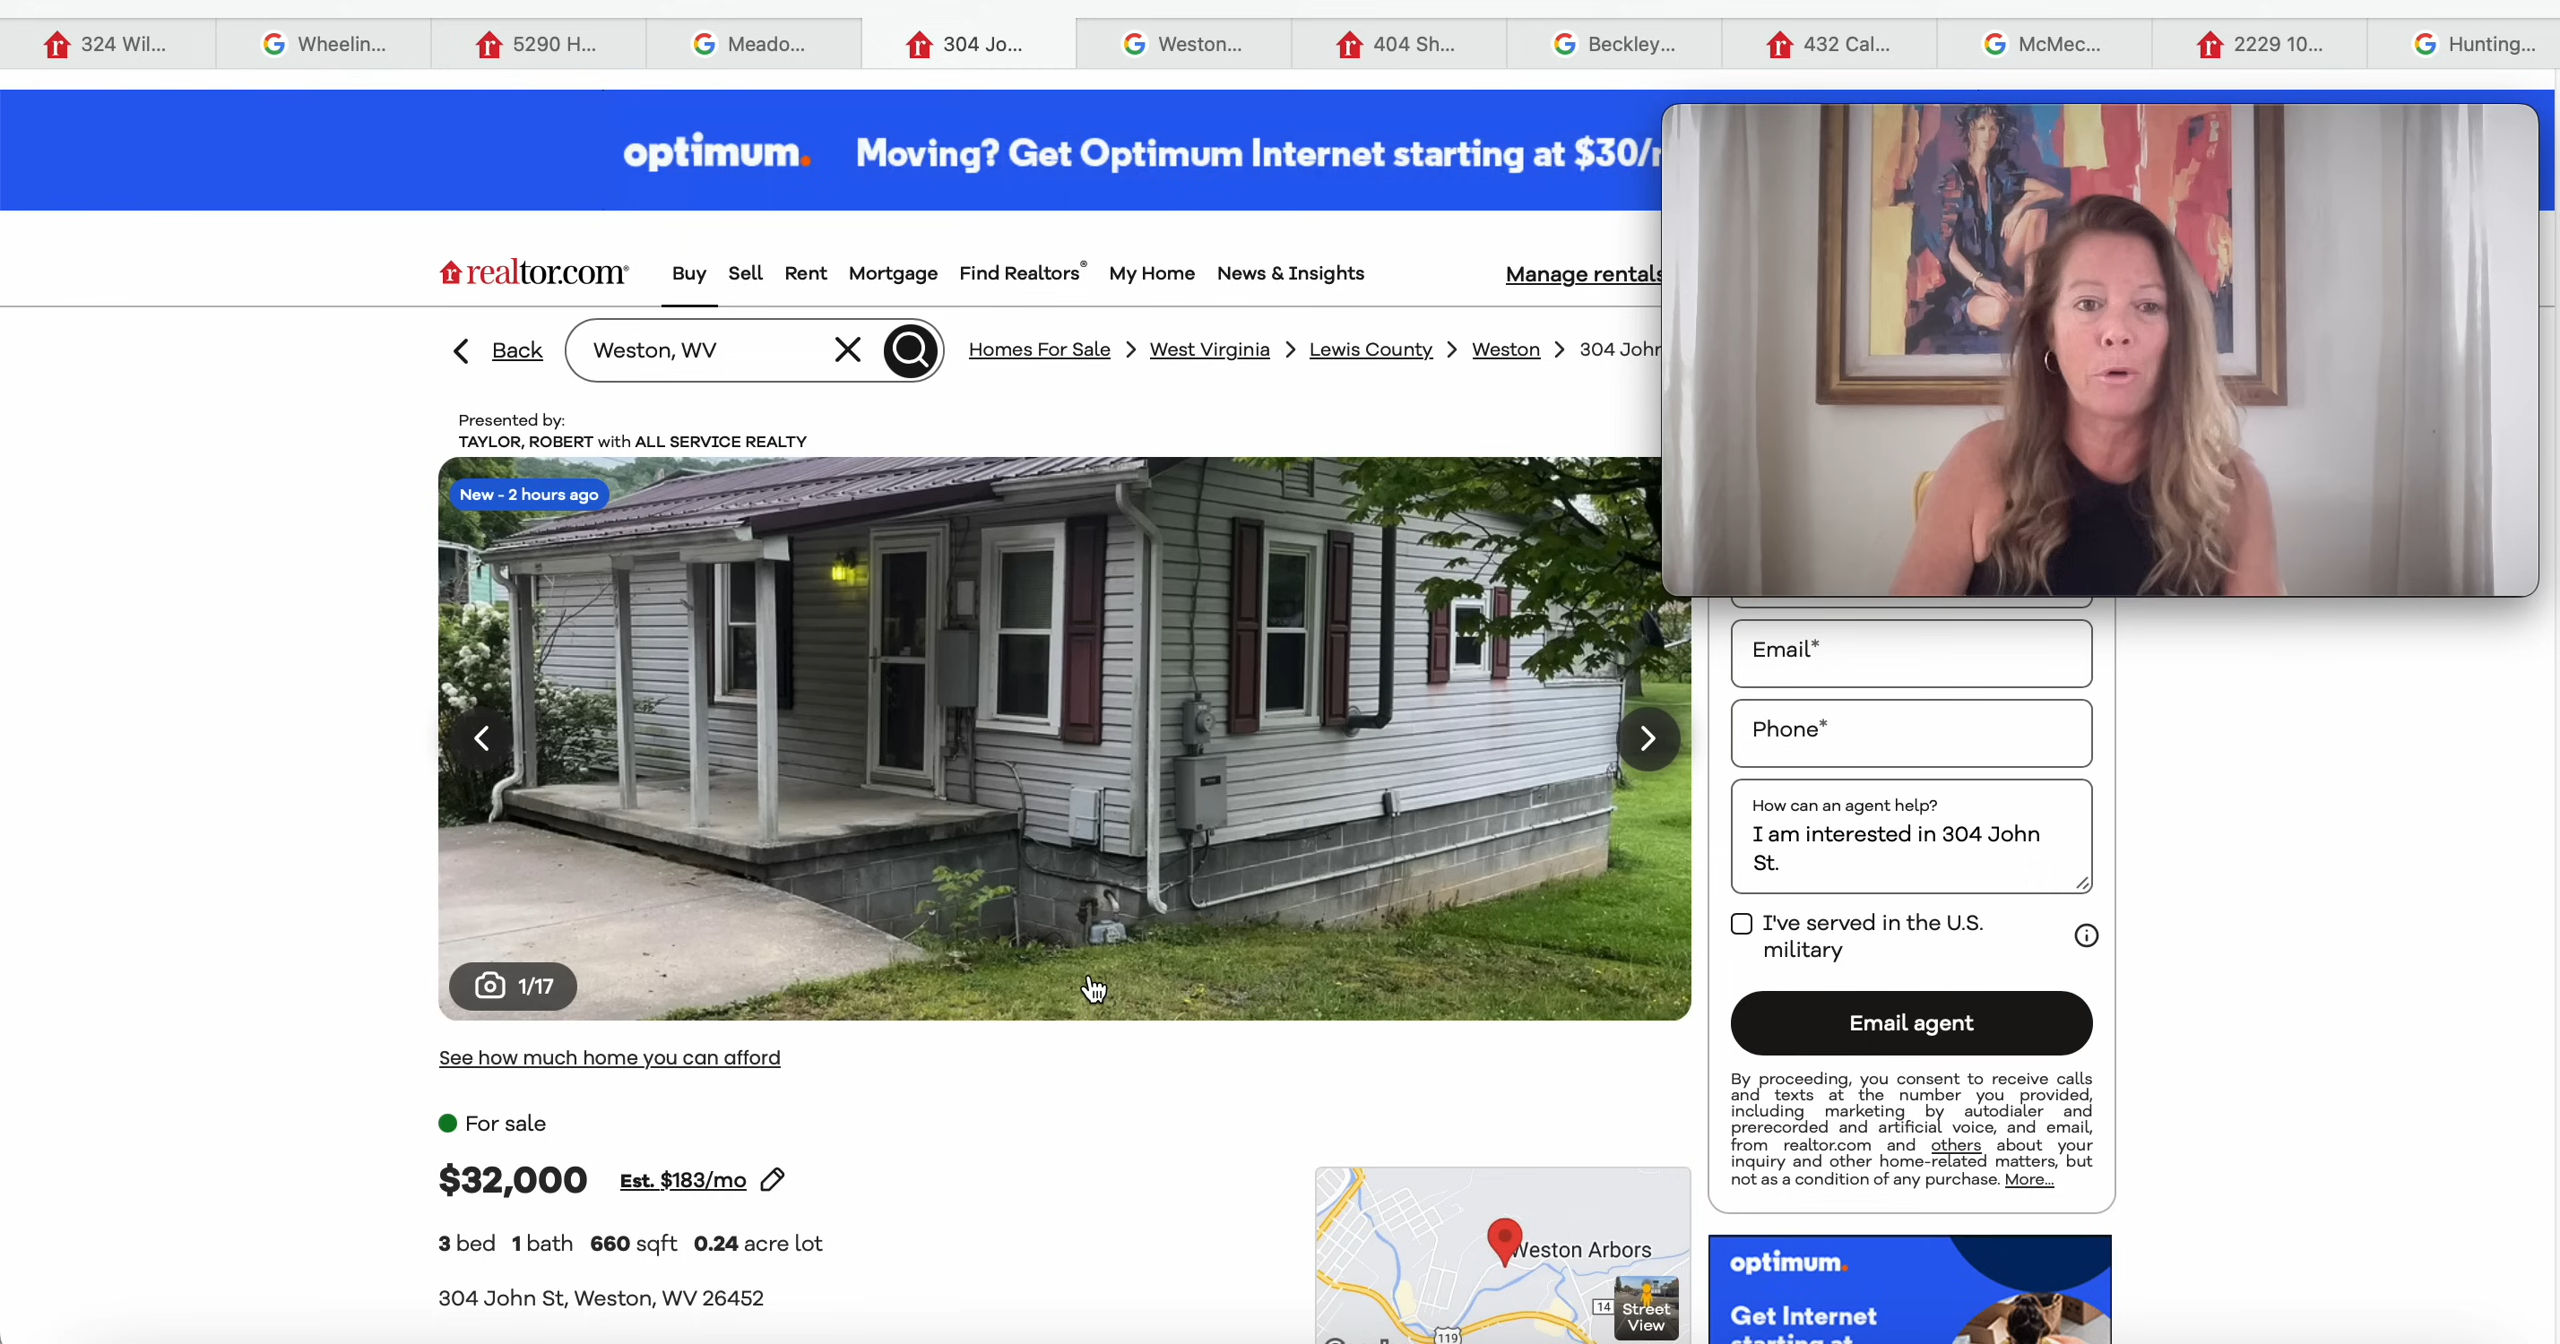 324 Wil...
Wheelin...
5290 H...
Meado...
304 Jo...
Weston...
404 Sh...
Beckley...
432 Cal...
McMec...
2229 10...
Hunting...
optimum.
Moving? Get Optimum Internet starting at $30/
realtor.com®
Buy
Sell
Rent
Mortgage
Find Realtors®
My Home
News & Insights
Manage rentals
Back
Weston, WV
Homes For Sale
West Virginia
Lewis County
Weston
304 John
Presented by:
TAYLOR, ROBERT with ALL SERVICE REALTY
New - 2 hours ago
1/17
Email*
Phone*
How can an agent help?
I am interested in 304 John
St.
I've served in the U.S.
military
Email agent
By proceeding, you consent to receive calls
and texts at the number you provided,
including marketing by autodialer and
prerecorded and artificial voice, and email,
from realtor.com and others about your
inquiry and other home-related matters, but
not as a condition of any purchase. More...
See how much home you can afford
For sale
$32,000
Est. $183/mo
3 bed 1 bath 660 sqft 0.24 acre lot
304 John St, Weston, WV 26452
Weston Arbors
14
119
Street
View
optimum.
Get Internet
starting at